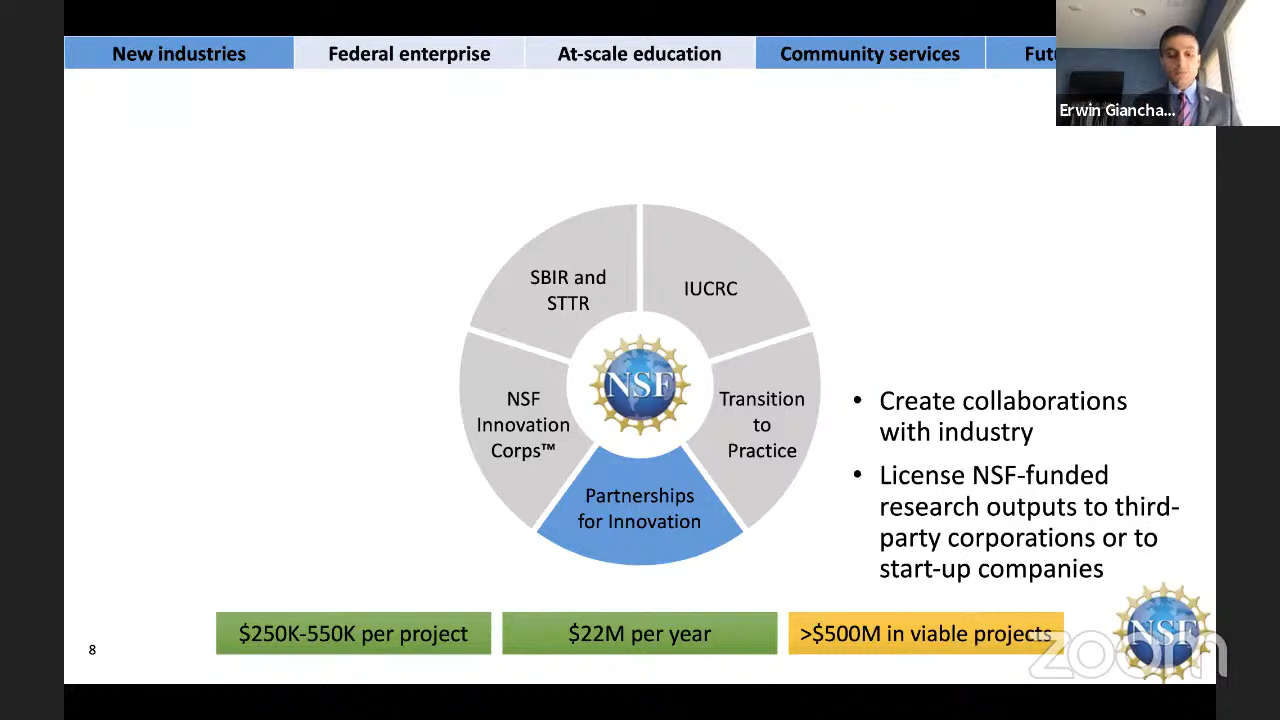 New industries
Federal enterprise
At-scale education
Community services
Fut
Erwin Giancha...
SBIR and
STTR
IUCRC
NSF
NSF
Innovation
Corps™
Transition
to
Practice
Partnerships
for Innovation
• Create collaborations
with industry
• License NSF-funded
research outputs to third-
party corporations or to
start-up companies
$250K-550K per project
$22M per year
>$500M in viable projects
NSF
zoom
8